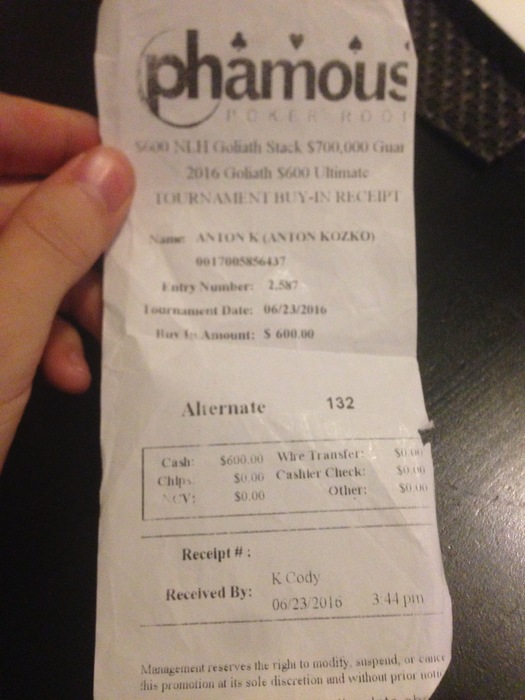 phamous
POKER ROO
$600 NLH Goliath Stack $700,000 Guar
2016 Goliath $600 Ultimate
TOURNAMENT BUY-IN RECEIPT
Name: ANTON K (ANTON KOZKO)
0017005856437
Entry Number: 2,587
Tournament Date: 06/23/2016
Buy In Amount: $ 600.00
Alternate 132
Cash: $600.00 Wire Transfer: $0.00
Chips $0.00 Cashier Check: $0.00
NCV: $0.00 Other: $0.00
Receipt # :
K Cody
Received By:
06/23/2016 3:44 pm
Management reserves the right to modify, suspend, or cance
this promotion at its sole discretion and without prior noti